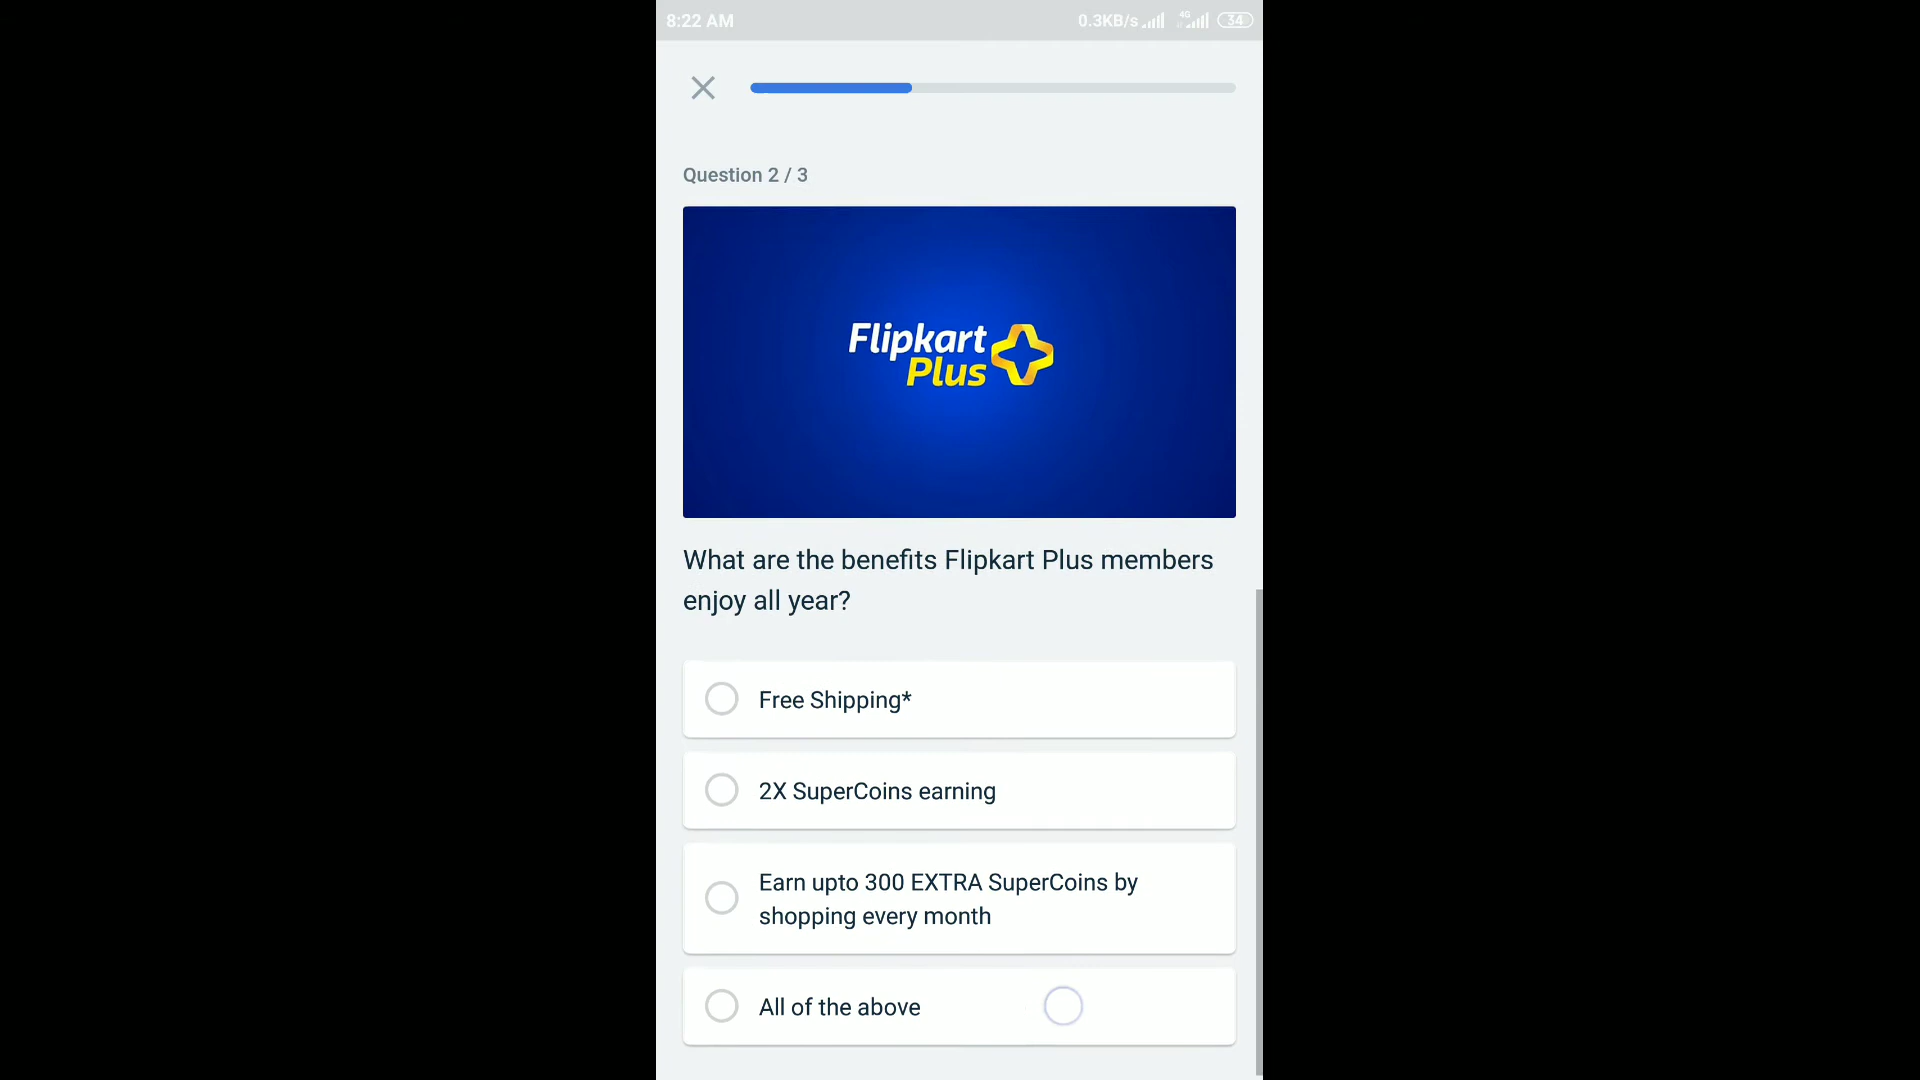 8:22 AM
0.3KB/s 4G 34
Question 2 / 3
Flipkart
Plus
What are the benefits Flipkart Plus members
enjoy all year?
Free Shipping*
2X SuperCoins earning
Earn upto 300 EXTRA SuperCoins by
shopping every month
All of the above